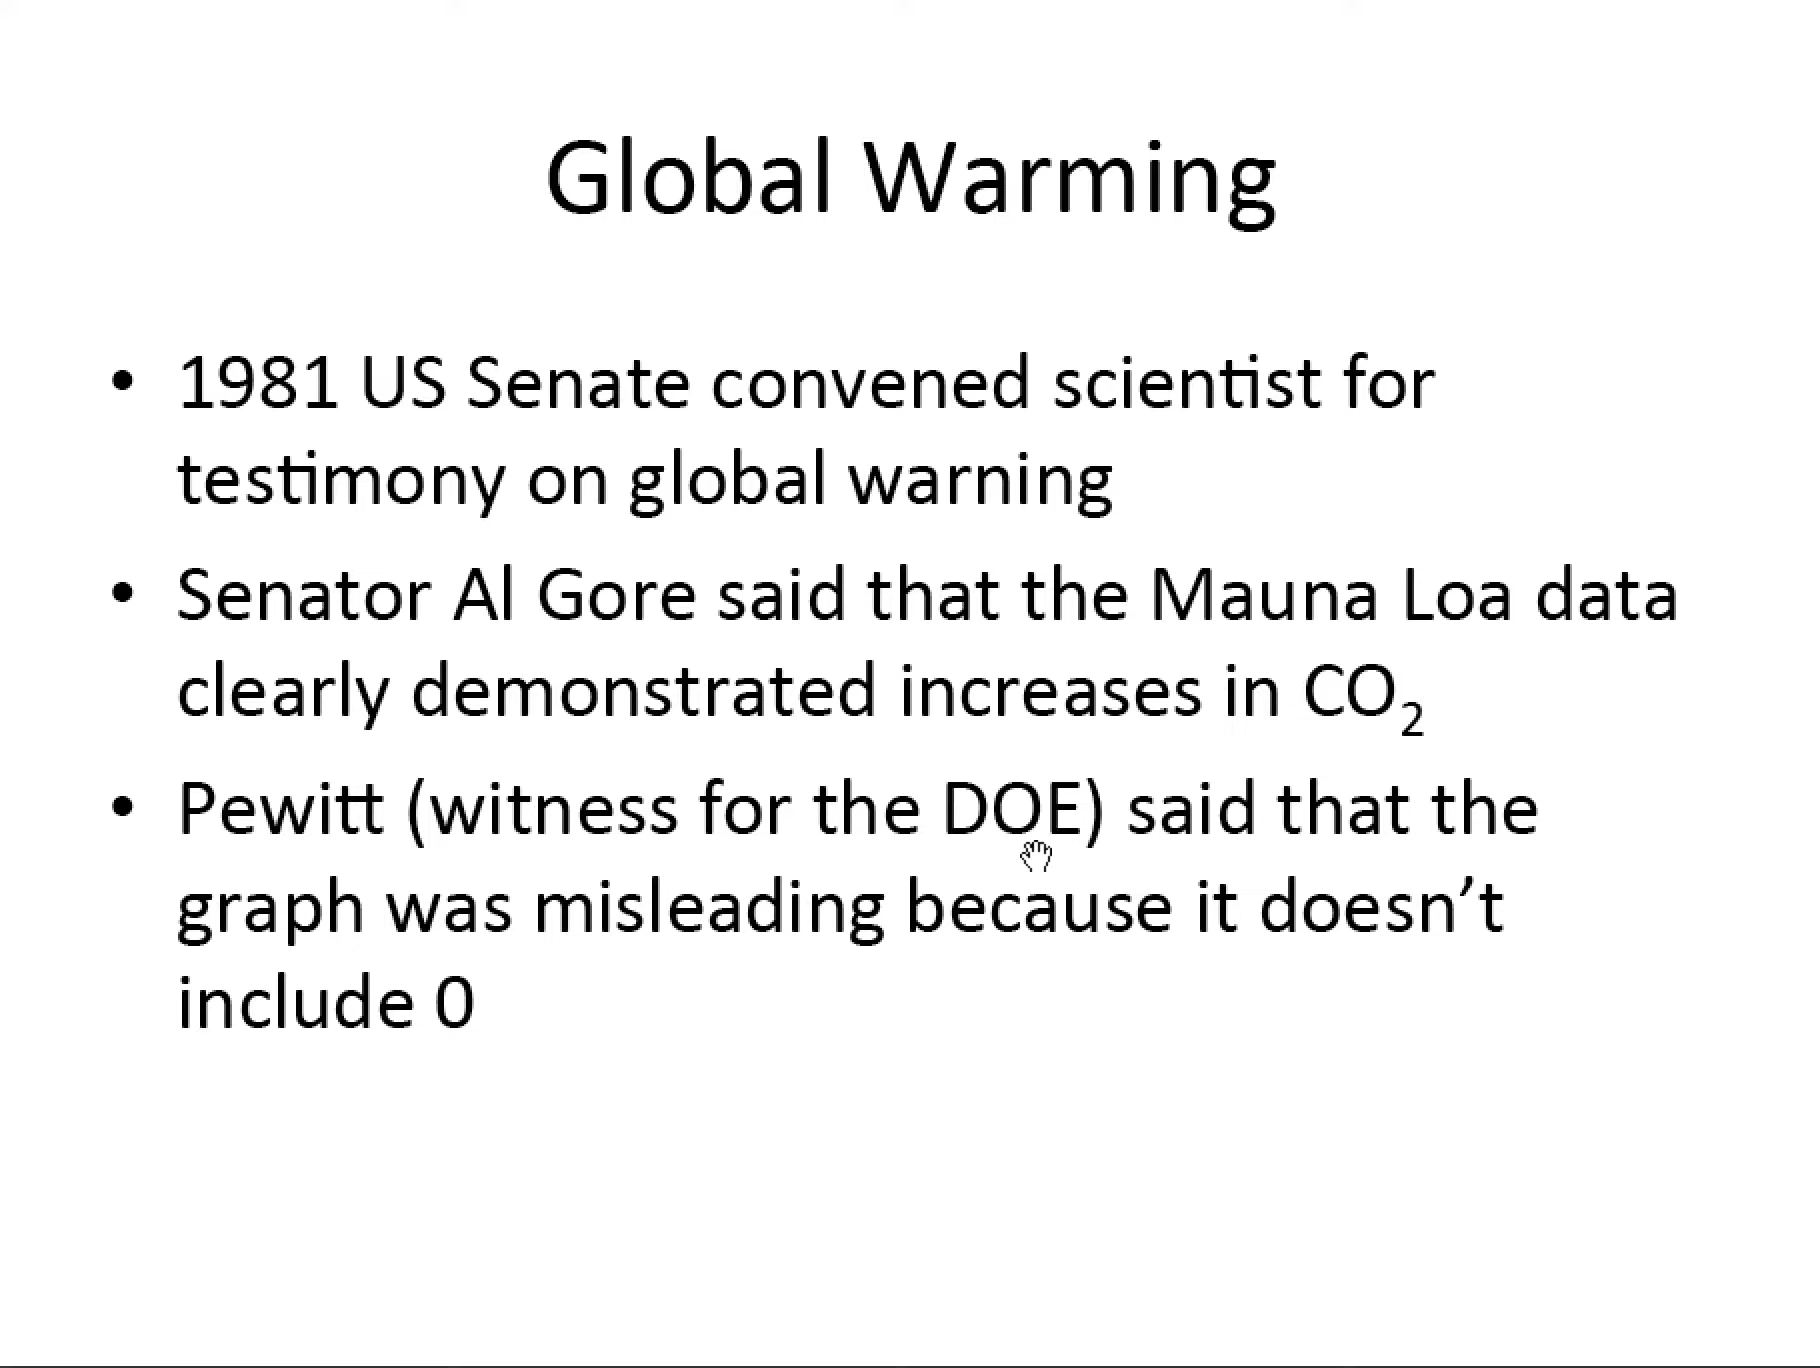 Global Warming
• 1981 US Senate convened scientist for
testimony on global warning
• Senator Al Gore said that the Mauna Loa data
clearly demonstrated increases in CO₂
• Pewitt (witness for the DOE) said that the
graph was misleading because it doesn’t
include 0